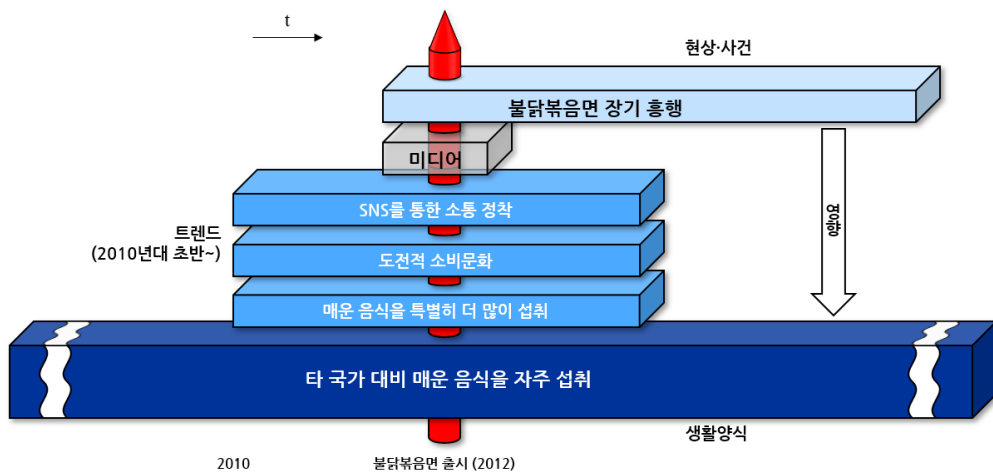 t
현상·사건
불닭볶음면 장기 흥행
미디어
SNS를 통한 소통 정착
트렌드
(2010년대 초반~)
도전적 소비문화
영향
매운 음식을 특별히 더 많이 섭취
타 국가 대비 매운 음식을 자주 섭취
생활양식
2010
불닭볶음면 출시 (2012)